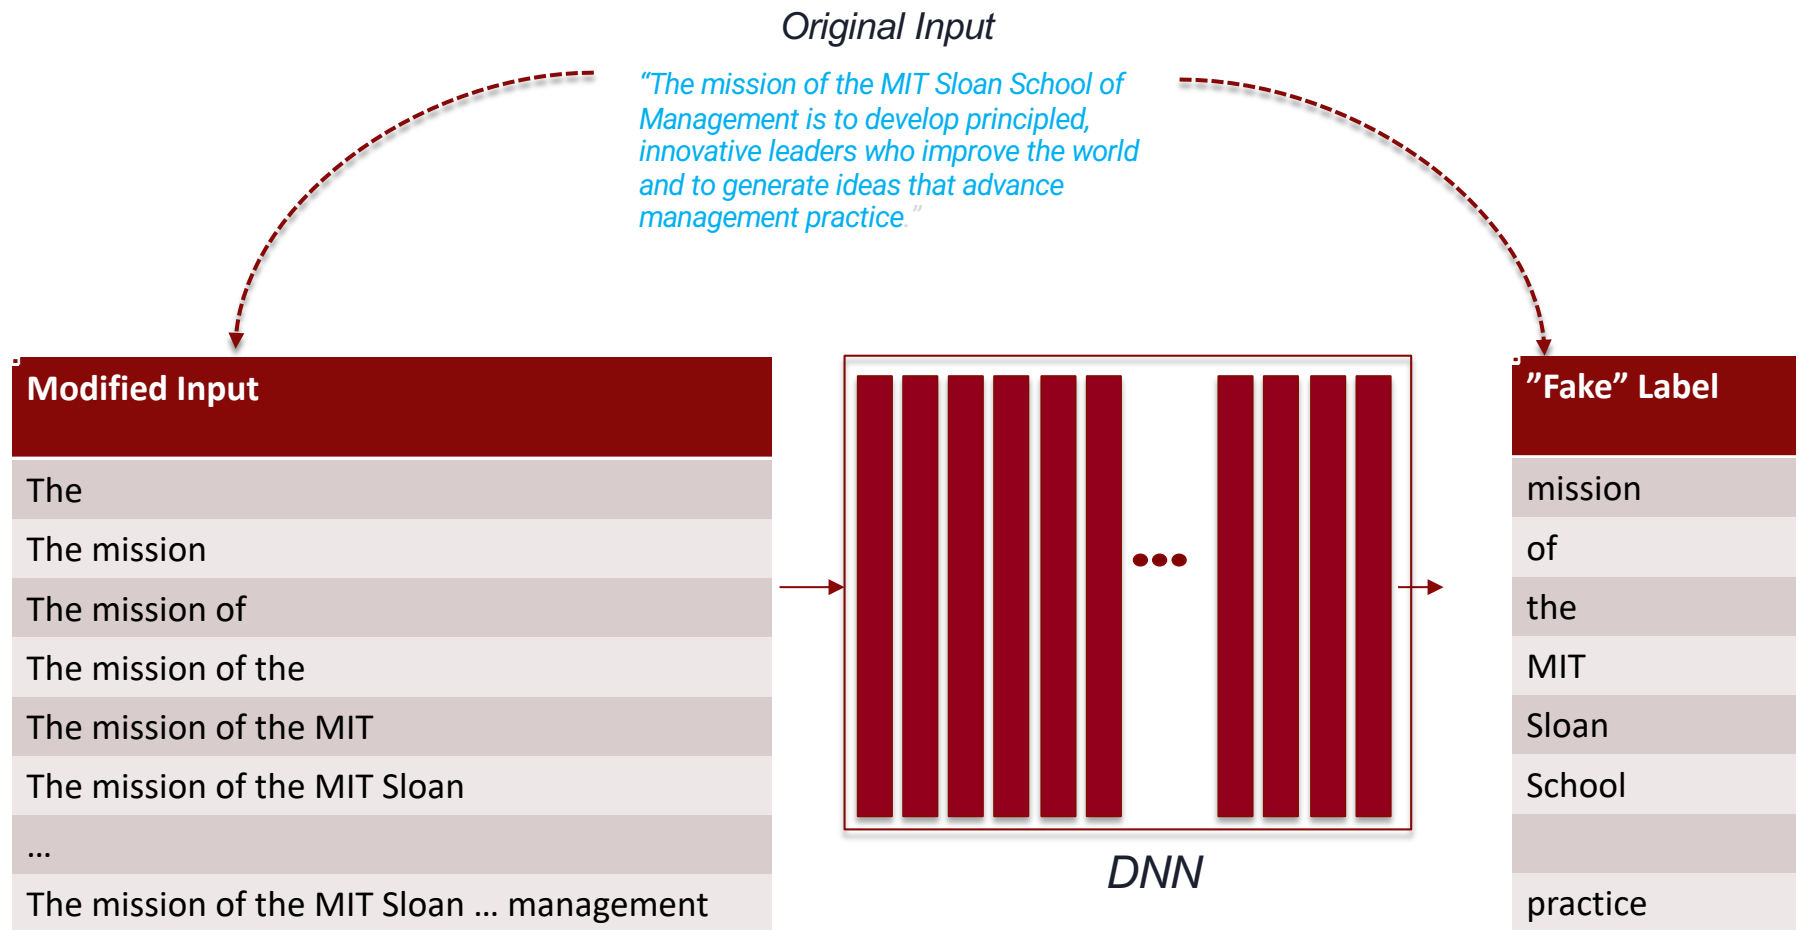 Original Input
“The mission of the MIT Sloan School of
Management is to develop principled,
innovative leaders who improve the world
and to generate ideas that advance
management practice.”
Modified Input
The
The mission
The mission of
The mission of the
The mission of the MIT
The mission of the MIT Sloan
…
The mission of the MIT Sloan … management
DNN
”Fake” Label
mission
of
the
MIT
Sloan
School
practice